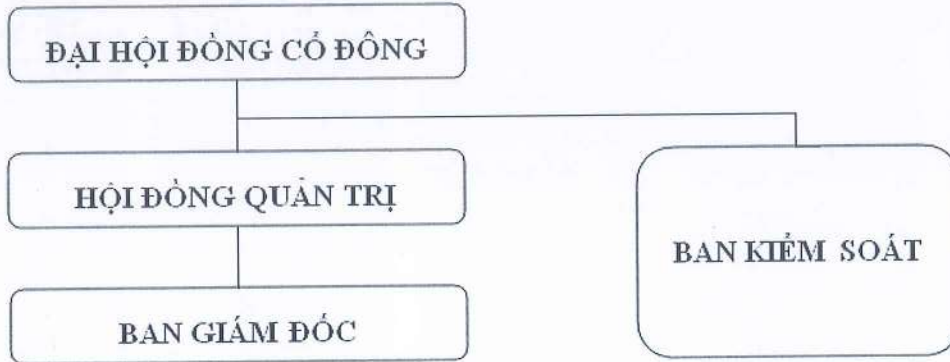 ĐẠI HỘI ĐỒNG CỔ ĐÔNG
HỘI ĐỒNG QUẢN TRỊ
BAN KIỂM SOÁT
BAN GIÁM ĐỐC